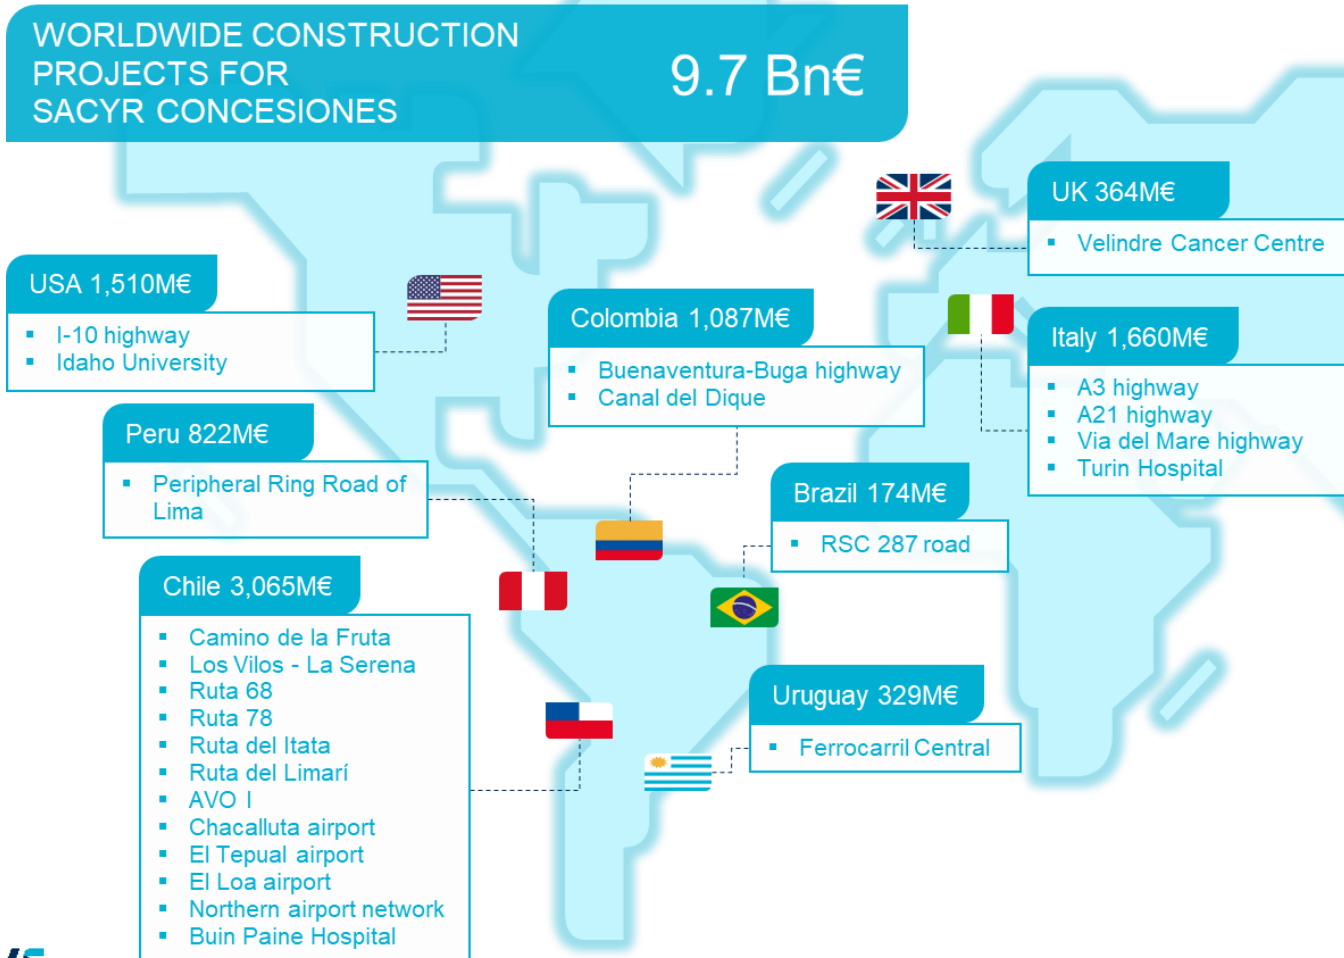 WORLDWIDE CONSTRUCTION
PROJECTS FOR
SACYR CONCESIONES
9.7 Bn€
UK 364M€
▪ Velindre Cancer Centre
USA 1,510M€
▪ I-10 highway
▪ Idaho University
Colombia 1,087M€
▪ Buenaventura-Buga highway
▪ Canal del Dique
Italy 1,660M€
▪ A3 highway
▪ A21 highway
▪ Via del Mare highway
▪ Turin Hospital
Peru 822M€
▪ Peripheral Ring Road of
Lima
Brazil 174M€
▪ RSC 287 road
Chile 3,065M€
▪ Camino de la Fruta
▪ Los Vilos - La Serena
▪ Ruta 68
▪ Ruta 78
▪ Ruta del Itata
▪ Ruta del Limarí
▪ AVO I
▪ Chacalluta airport
▪ El Tepual airport
▪ El Loa airport
▪ Northern airport network
▪ Buin Paine Hospital
Uruguay 329M€
▪ Ferrocarril Central